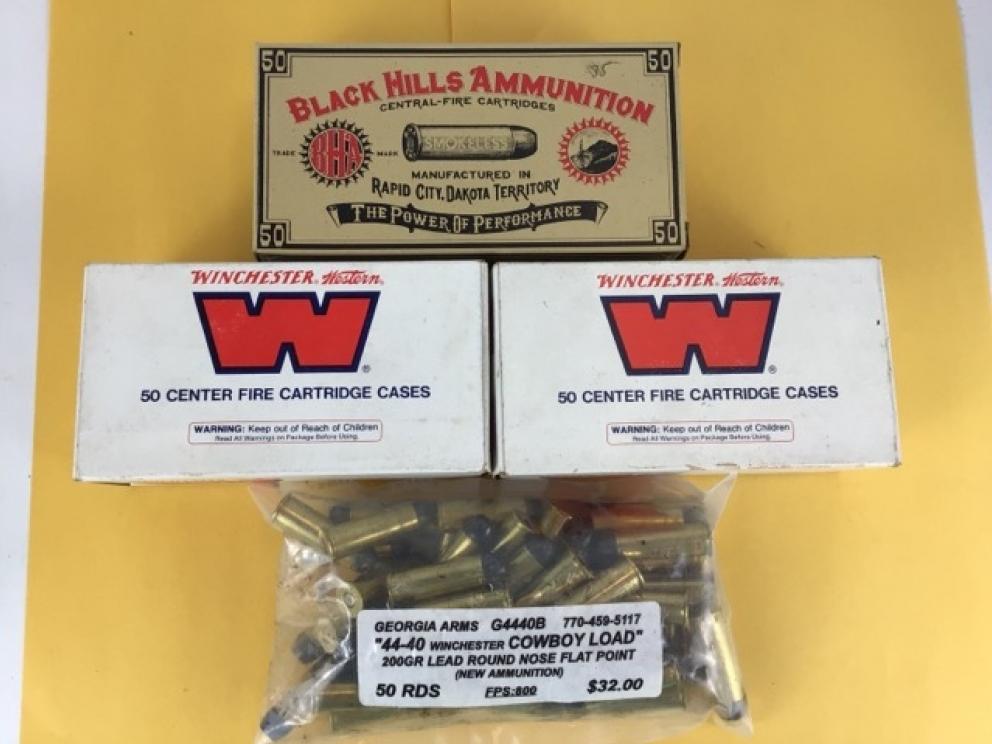 50 50
BLACK HILLS AMMUNITION
CENTRAL-FIRE CARTRIDGES
SMOKELESS
TRADE BHA MARK
MANUFACTURED IN
RAPID CITY, DAKOTA TERRITORY
THE POWER OF PERFORMANCE
50 50
WINCHESTER® Western®
W®
50 CENTER FIRE CARTRIDGE CASES
WARNING: Keep out of Reach of Children
Read All Warnings on Package Before Using.
WINCHESTER® Western®
W®
50 CENTER FIRE CARTRIDGE CASES
WARNING: Keep out of Reach of Children
Read All Warnings on Package Before Using.
GEORGIA ARMS G4440B 770-459-5117
"44-40 WINCHESTER COWBOY LOAD"
200GR LEAD ROUND NOSE FLAT POINT
(NEW AMMUNITION)
50 RDS FPS:800 $32.00